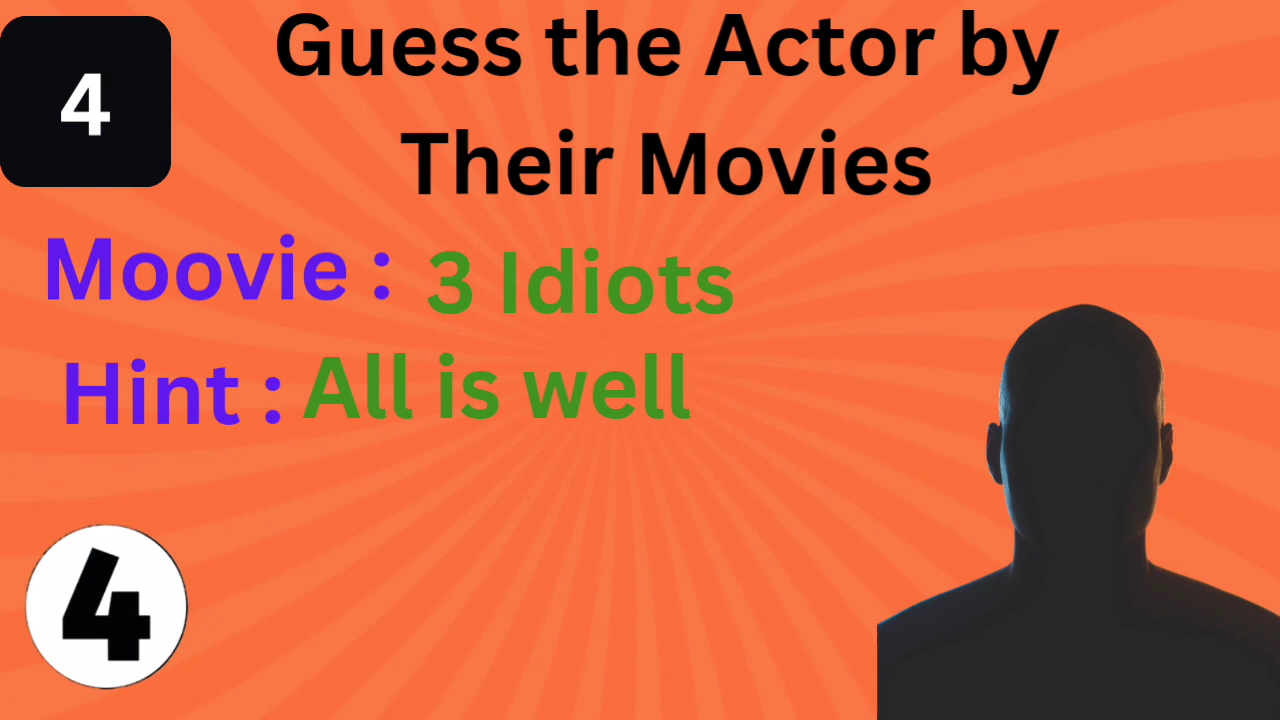 4
Guess the Actor by
Their Movies
Moovie : 3 Idiots
Hint : All is well
4